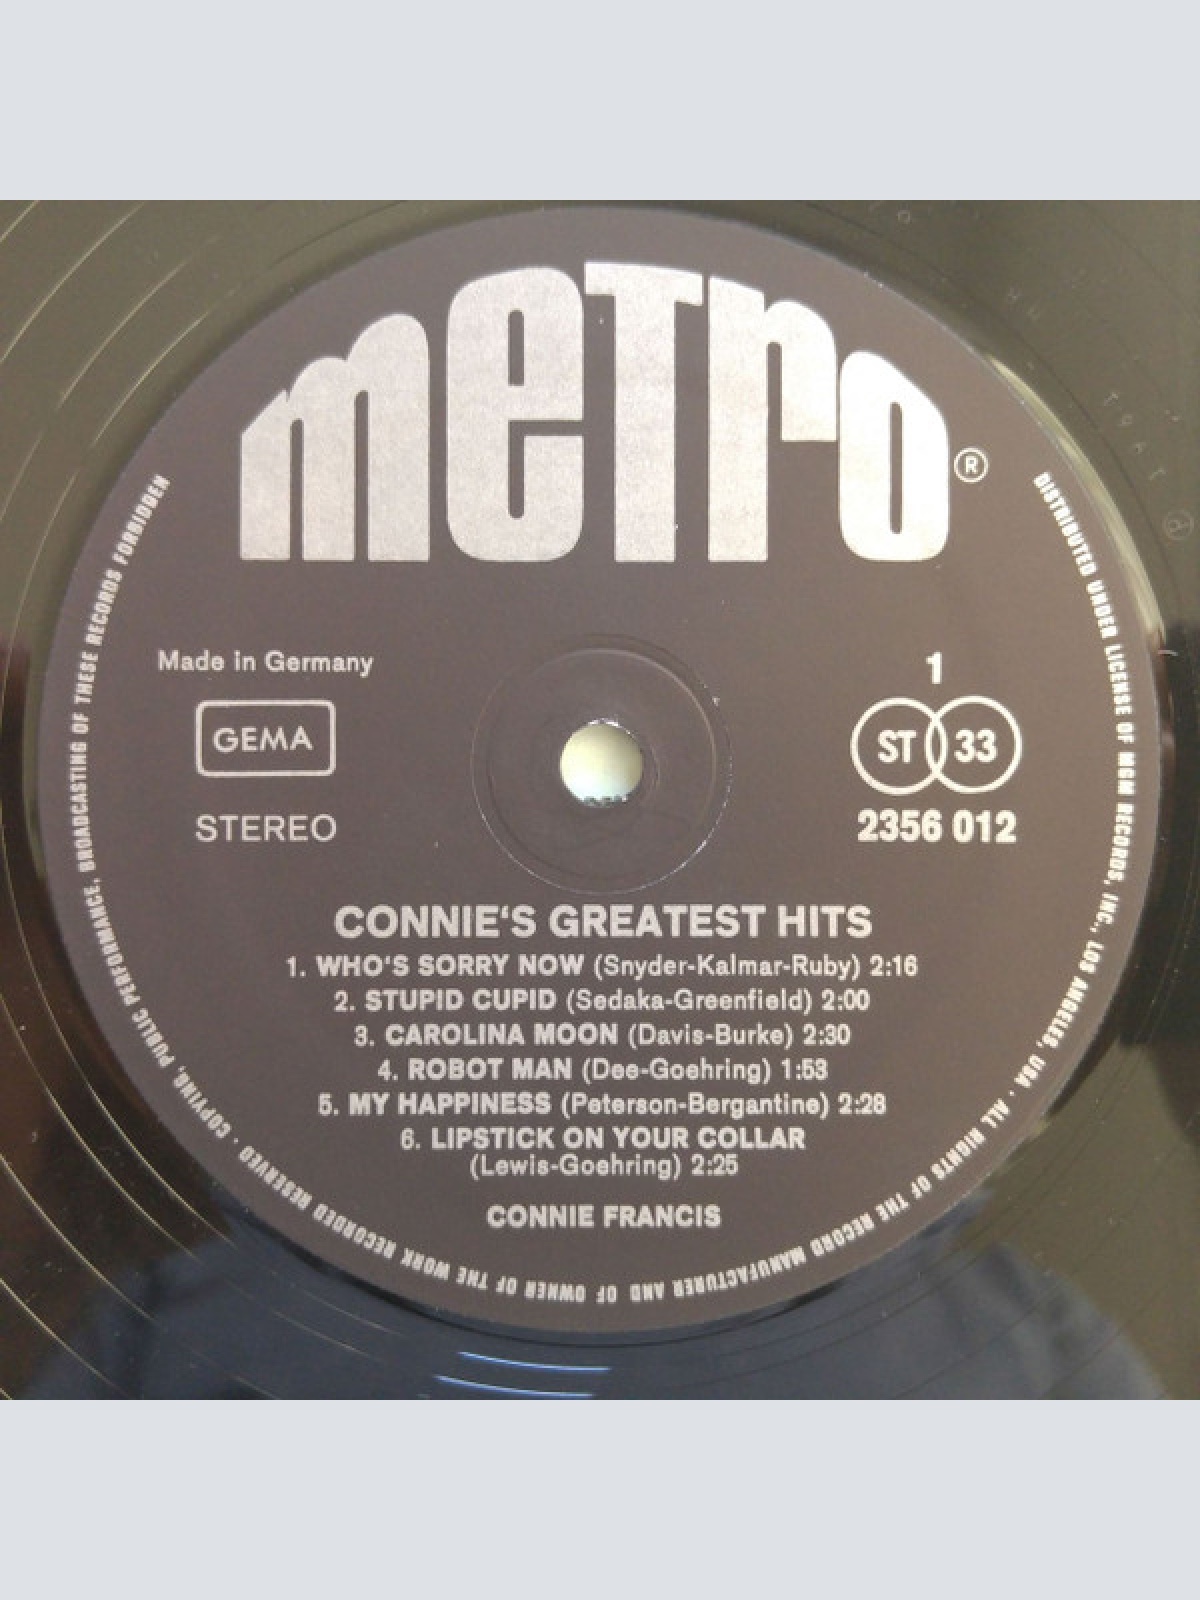 metro ®
Made in Germany
GEMA
STEREO
1
ST 33
2356 012
CONNIE'S GREATEST HITS
1. WHO'S SORRY NOW (Snyder-Kalmar-Ruby) 2:16
2. STUPID CUPID (Sedaka-Greenfield) 2:00
3. CAROLINA MOON (Davis-Burke) 2:30
4. ROBOT MAN (Dee-Goehring) 1:53
5. MY HAPPINESS (Peterson-Bergantine) 2:28
6. LIPSTICK ON YOUR COLLAR
(Lewis-Goehring) 2:25
CONNIE FRANCIS
DISTRIBUTED UNDER LICENSE OF MGM RECORDS, INC., LOS ANGELES, USA · ALL RIGHTS OF THE RECORD MANUFACTURER AND OF OWNER OF THE WORK RECORDED RESERVED · COPYING, PUBLIC PERFORMANCE, BROADCASTING OF THESE RECORDS FORBIDDEN